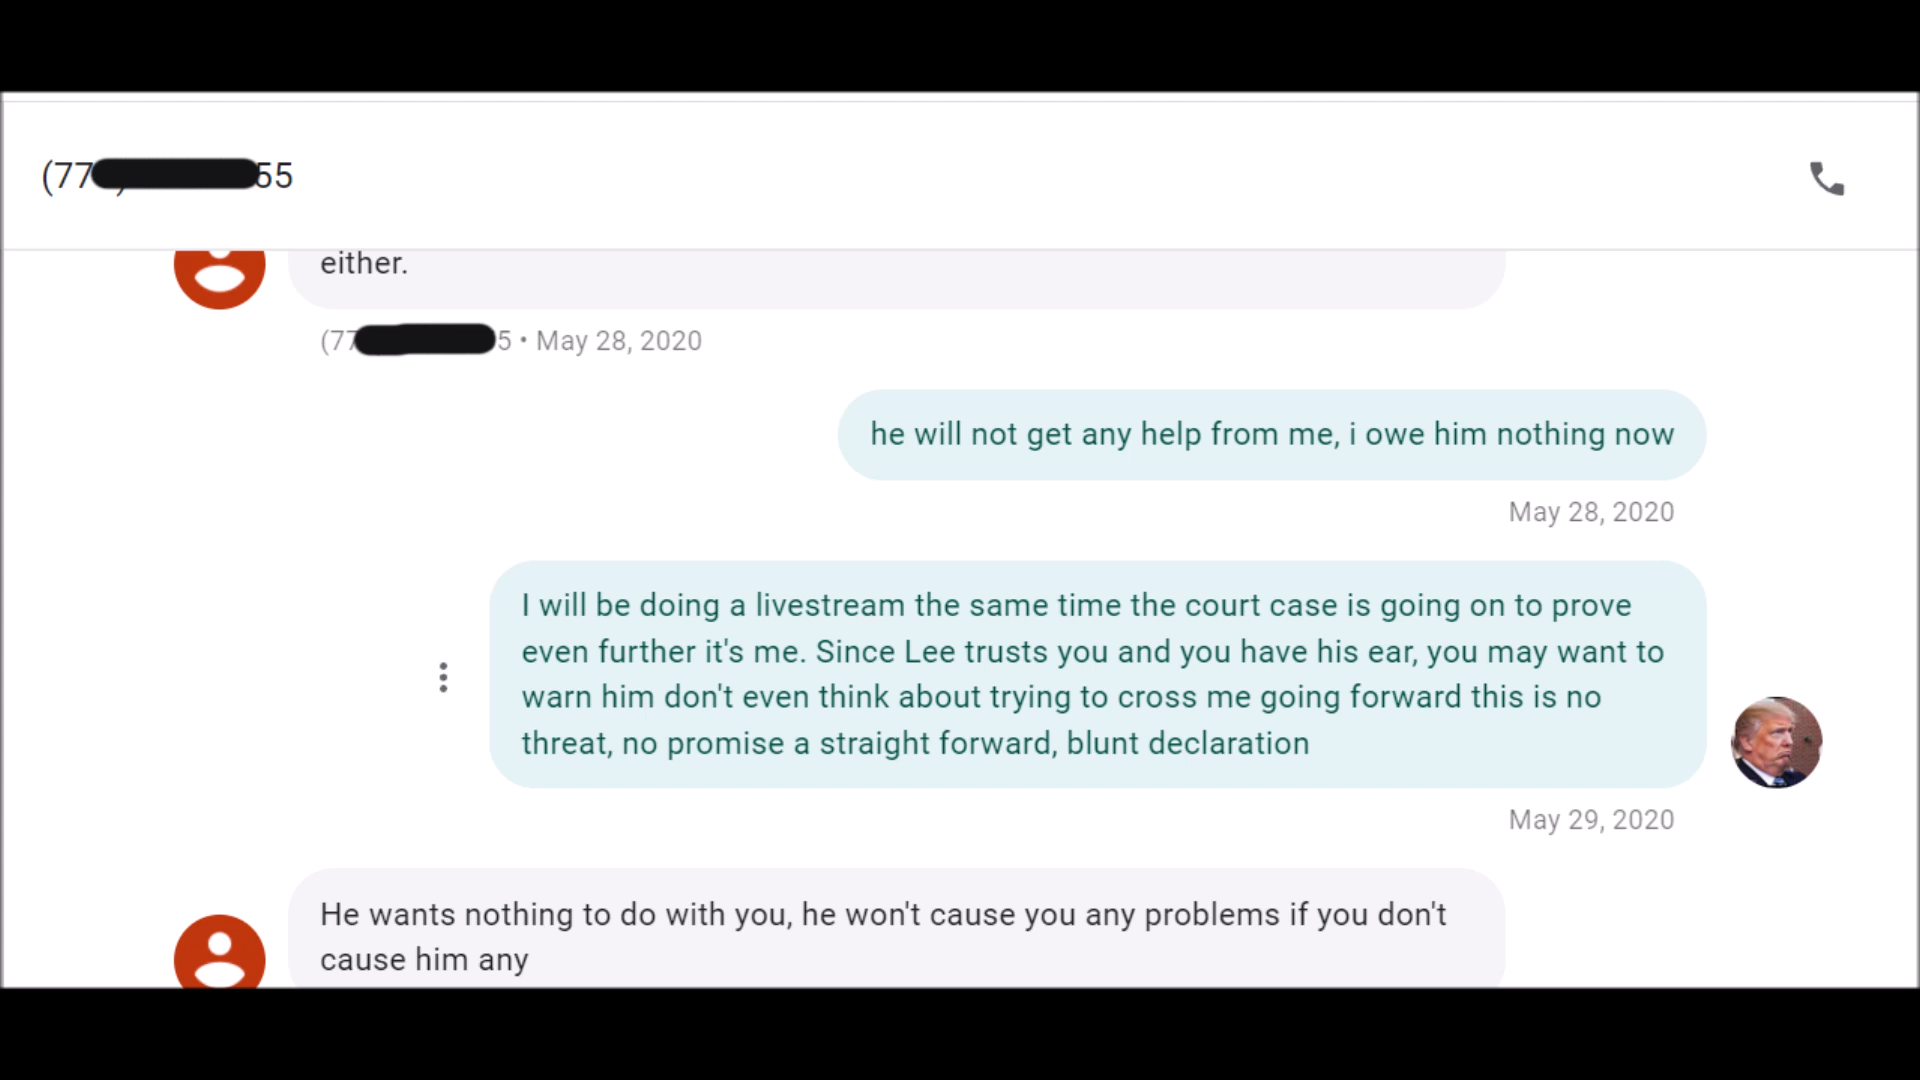 (77 55
either.
(77 5 • May 28, 2020
he will not get any help from me, i owe him nothing now
May 28, 2020
I will be doing a livestream the same time the court case is going on to prove
even further it's me. Since Lee trusts you and you have his ear, you may want to
warn him don't even think about trying to cross me going forward this is no
threat, no promise a straight forward, blunt declaration
May 29, 2020
He wants nothing to do with you, he won't cause you any problems if you don't
cause him any